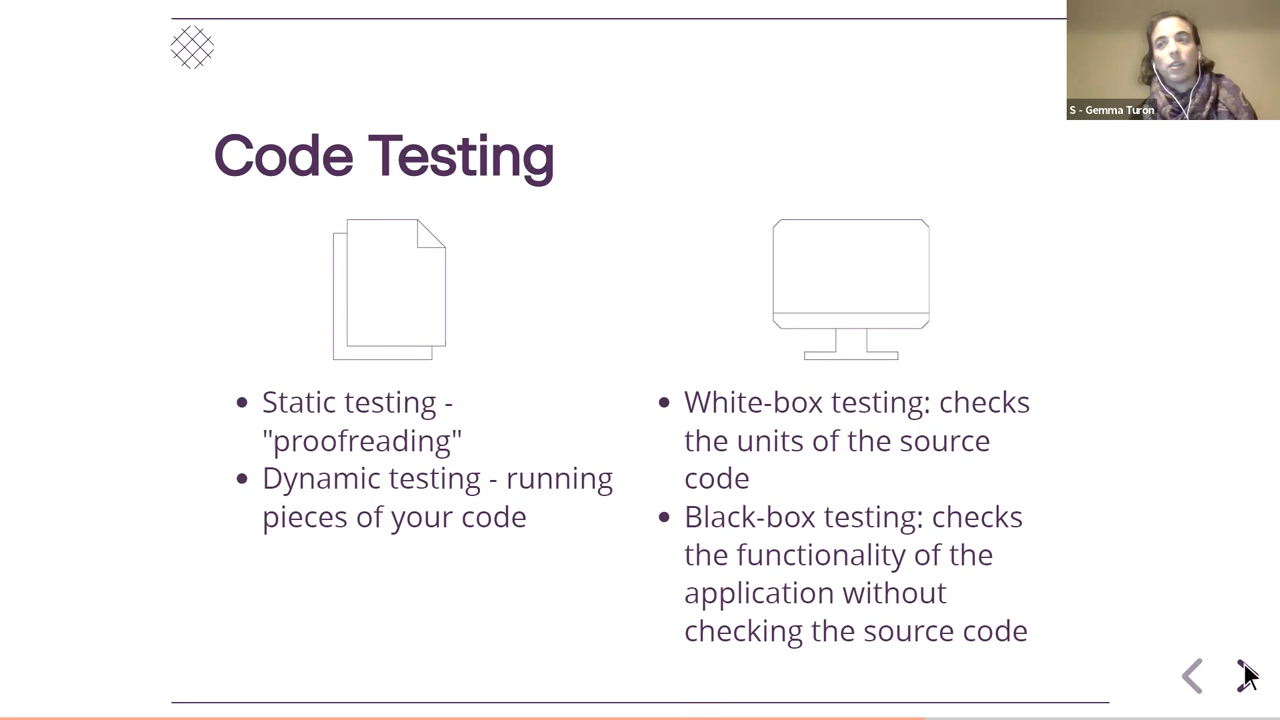 S - Gemma Turon
Code Testing
Static testing -
"proofreading"
Dynamic testing - running
pieces of your code
White-box testing: checks
the units of the source
code
Black-box testing: checks
the functionality of the
application without
checking the source code